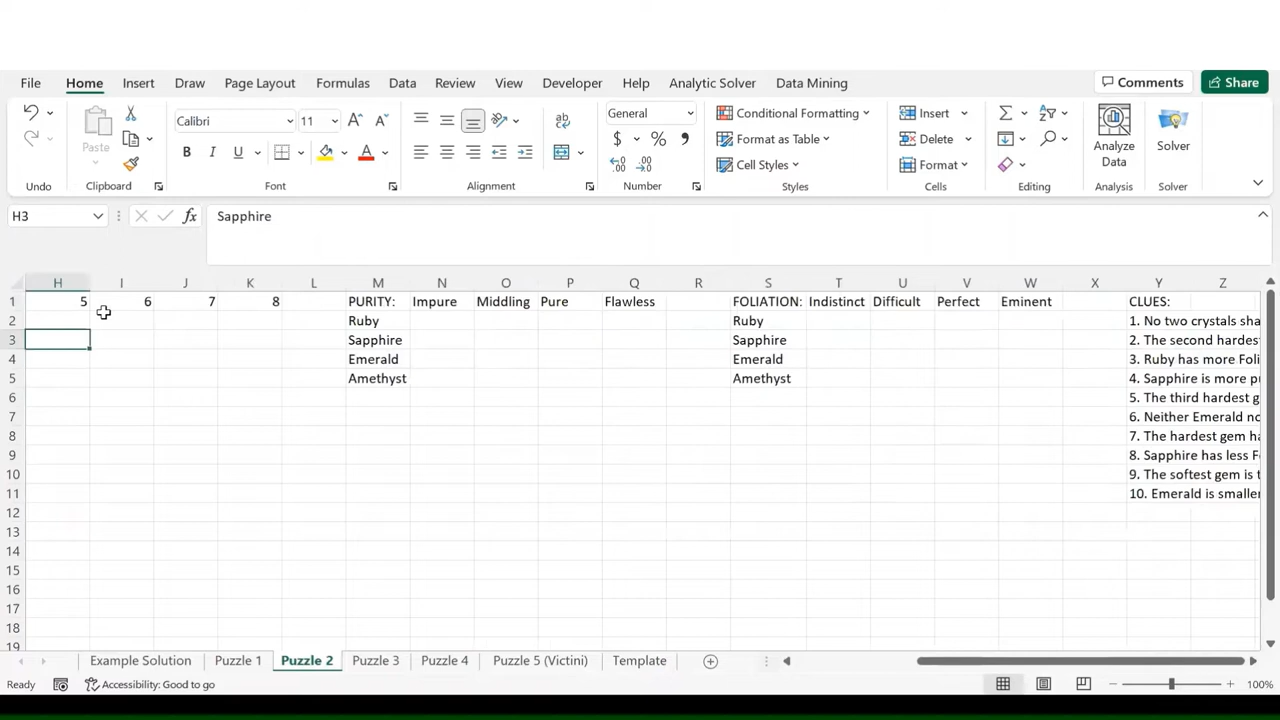 File Home Insert Draw Page Layout Formulas Data Review View Developer Help Analytic Solver Data Mining Comments Share
Calibri 11 General Conditional Formatting Insert
Paste B I U A $ % Format as Table Delete Analyze Data Solver
Cell Styles Format
Undo Clipboard Font Alignment Number Styles Cells Editing Analysis Solver
H3 fx Sapphire
H I J K L M N O P Q R S T U V W X Y Z
1 5 6 7 8 PURITY: Impure Middling Pure Flawless FOLIATION: Indistinct Difficult Perfect Eminent CLUES:
2 Ruby Ruby 1. No two crystals sha
3 Sapphire Sapphire 2. The second hardest
4 Emerald Emerald 3. Ruby has more Foli
5 Amethyst Amethyst 4. Sapphire is more pu
6 5. The third hardest g
7 6. Neither Emerald no
8 7. The hardest gem ha
9 8. Sapphire has less F
10 9. The softest gem is t
11 10. Emerald is smaller
12
13
14
15
16
17
18
19
Example Solution Puzzle 1 Puzzle 2 Puzzle 3 Puzzle 4 Puzzle 5 (Victini) Template
Ready Accessibility: Good to go 100%